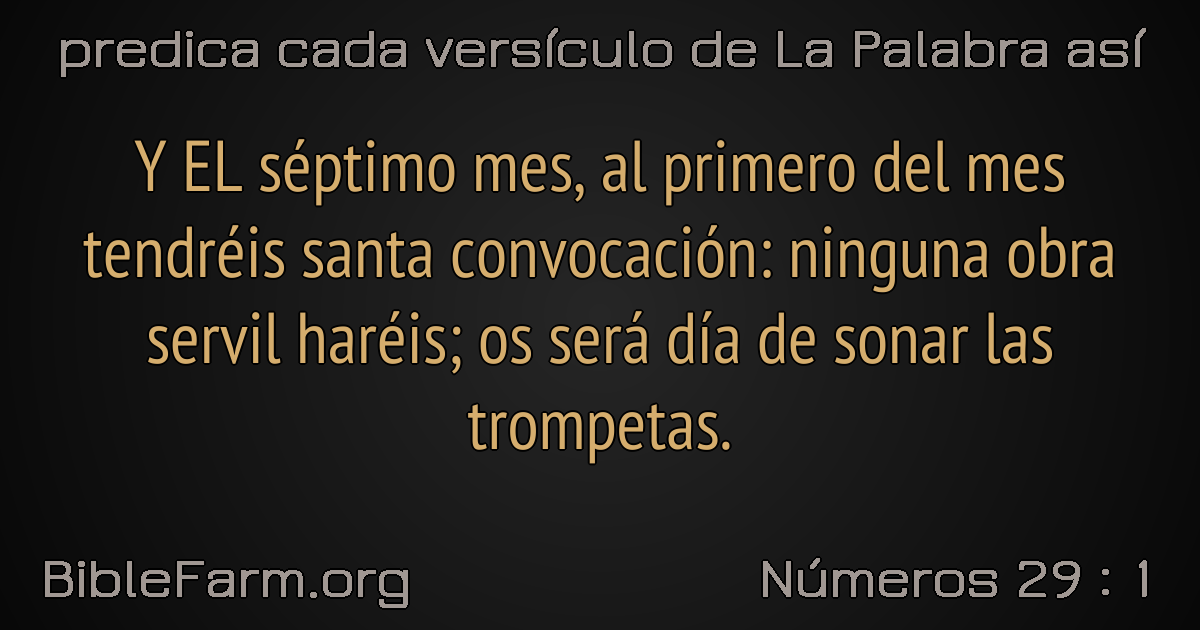 predica cada versículo de La Palabra así
Y EL séptimo mes, al primero del mes
tendréis santa convocación: ninguna obra
servil haréis; os será día de sonar las
trompetas.
BibleFarm.org
Números 29 : 1